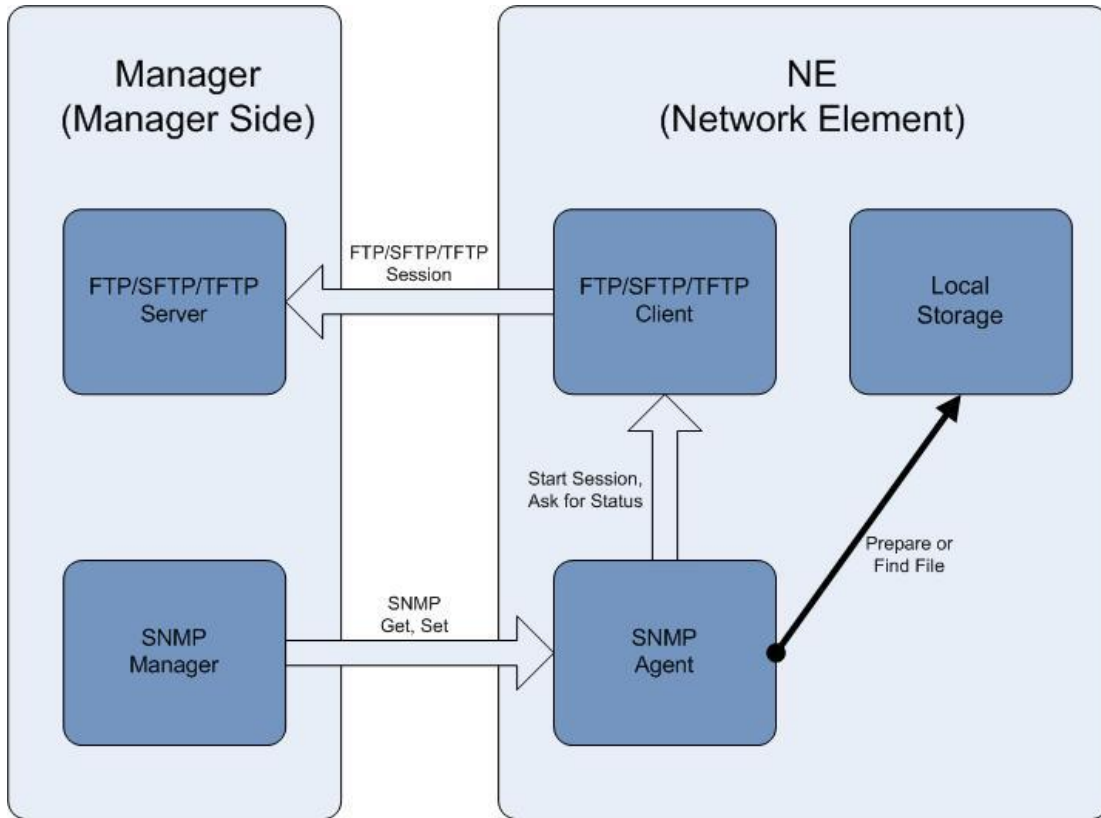 Manager
(Manager Side)
NE
(Network Element)
FTP/SFTP/TFTP
Server
FTP/SFTP/TFTP
Session
FTP/SFTP/TFTP
Client
Local
Storage
Start Session,
Ask for Status
Prepare or
Find File
SNMP
Manager
SNMP
Get, Set
SNMP
Agent